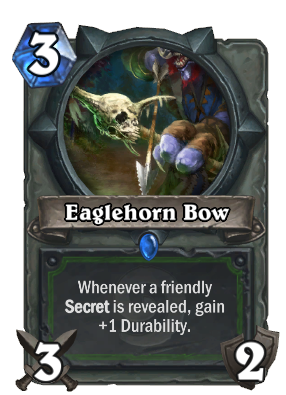 3
Eaglehorn Bow
Whenever a friendly
Secret is revealed, gain
+1 Durability.
3
2